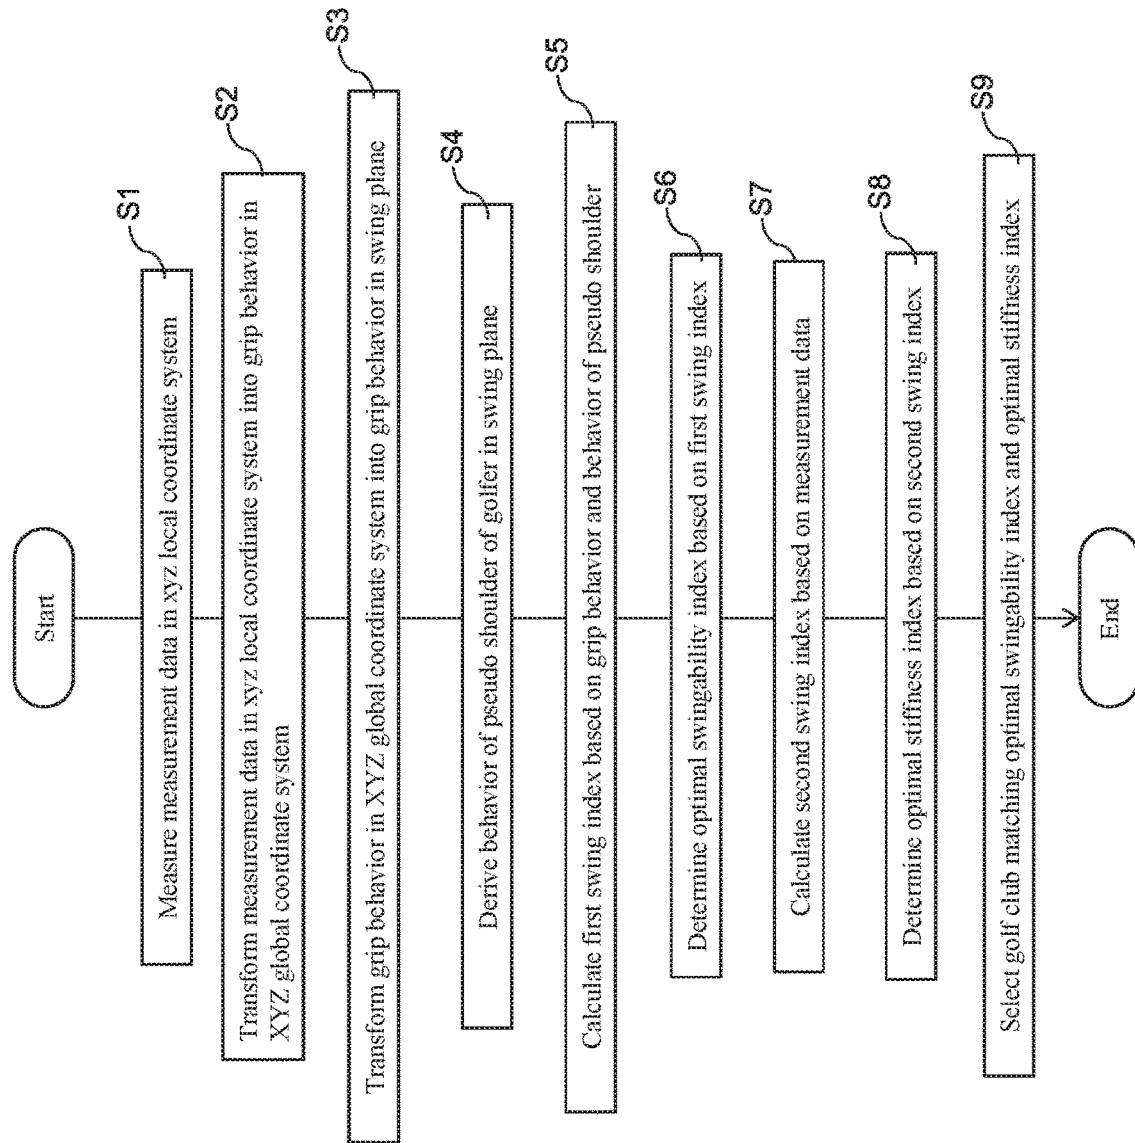 Start
Measure measurement data in xyz local coordinate system
S1
Transform measurement data in xyz local coordinate system into grip behavior in
XYZ global coordinate system
S2
Transform grip behavior in XYZ global coordinate system into grip behavior in swing plane
S3
Derive behavior of pseudo shoulder of golfer in swing plane
S4
Calculate first swing index based on grip behavior and behavior of pseudo shoulder
S5
Determine optimal swingability index based on first swing index
S6
Calculate second swing index based on measurement data
S7
Determine optimal stiffness index based on second swing index
S8
Select golf club matching optimal swingability index and optimal stiffness index
S9
End